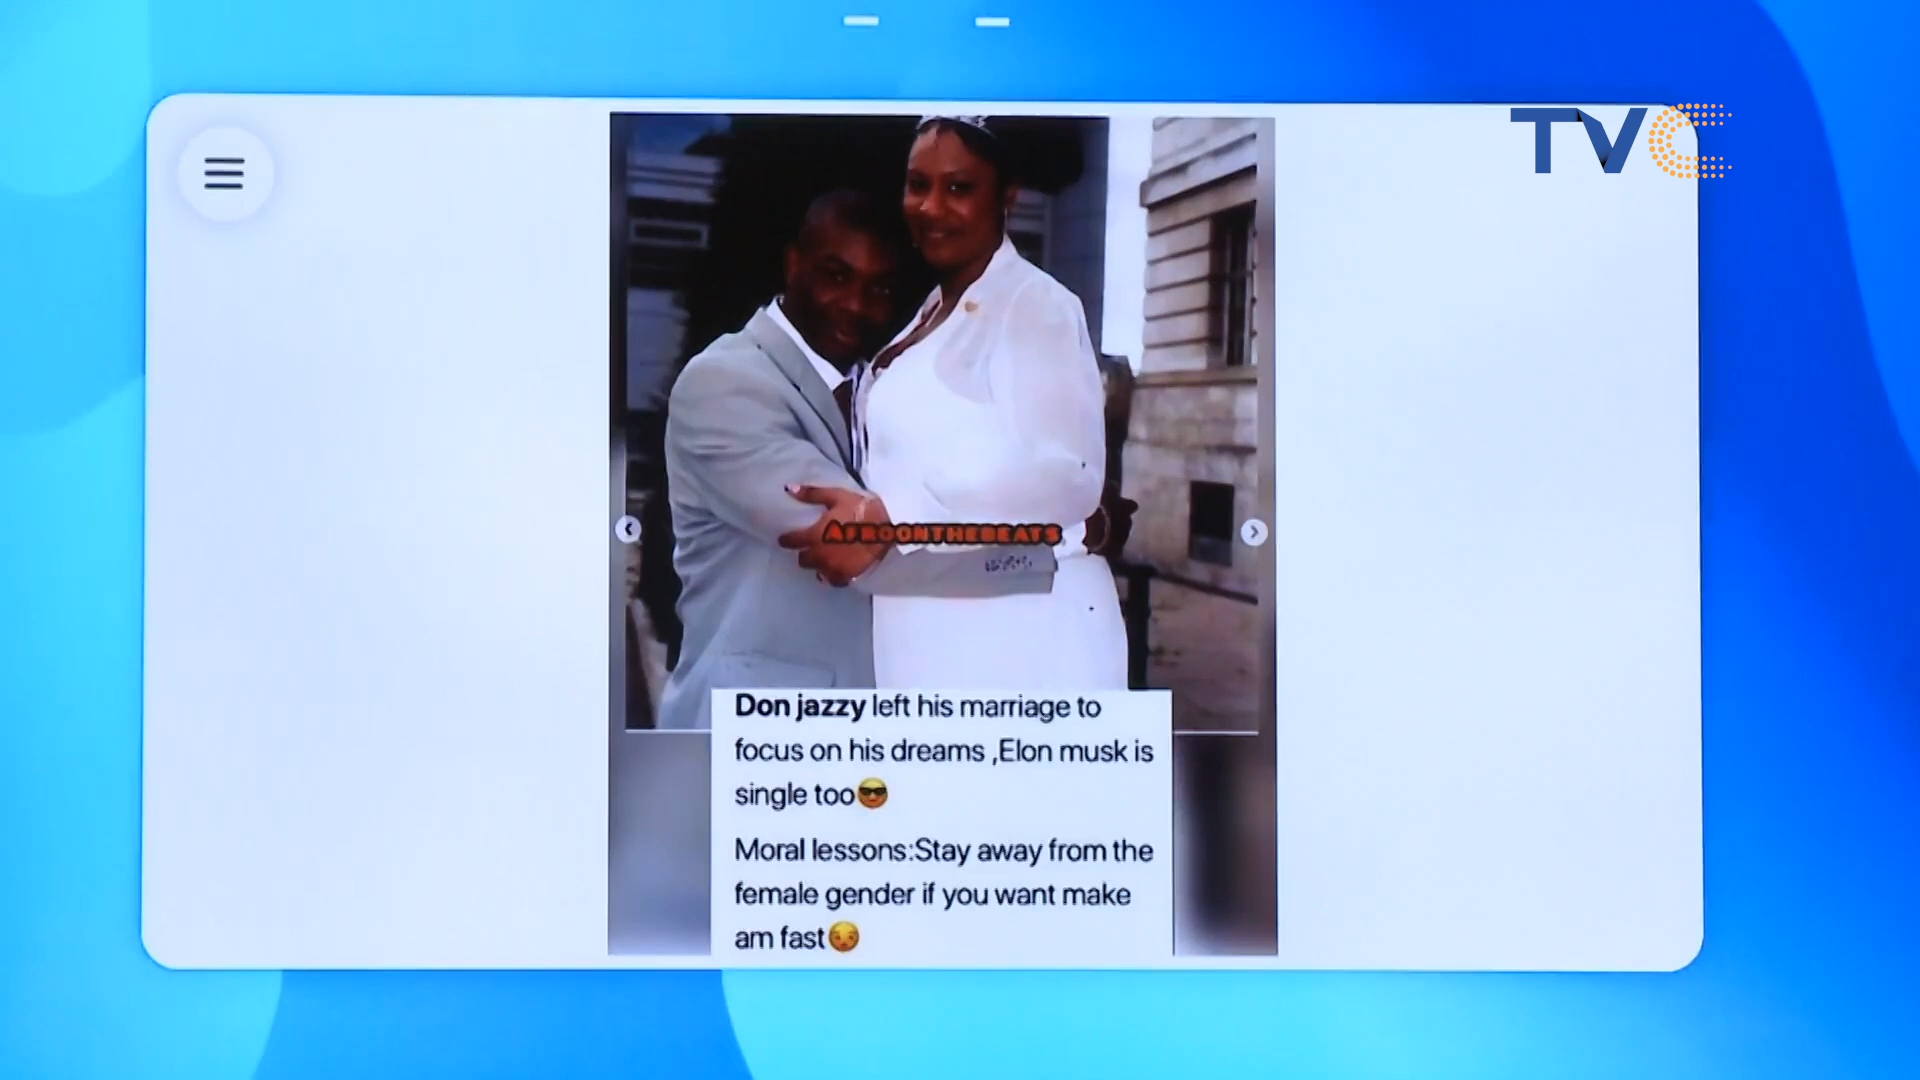 TVC
AFROONTHEBEATS
Don jazzy left his marriage to
focus on his dreams ,Elon musk is
single too😎
Moral lessons:Stay away from the
female gender if you want make
am fast😔